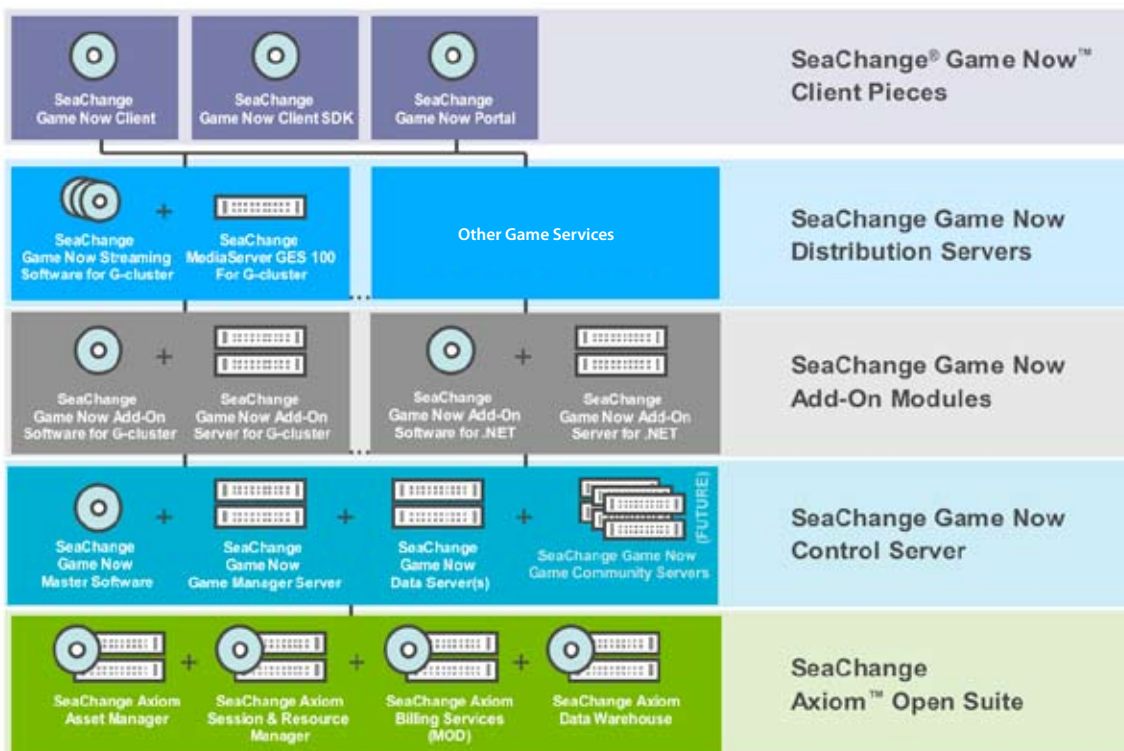 SeaChange
Game Now Client
SeaChange
Game Now Client SDK
SeaChange
Game Now Portal
SeaChange® Game Now™
Client Pieces
+
SeaChange
Game Now Streaming
Software for G-cluster
SeaChange
MediaServer GES 100
For G-cluster
...
Other Game Services
SeaChange Game Now
Distribution Servers
+
SeaChange
Game Now Add-On
Software for G-cluster
SeaChange
Game Now Add-On
Server for G-cluster
...
+
SeaChange
Game Now Add-On
Software for .NET
SeaChange
Game Now Add-On
Server for .NET
SeaChange Game Now
Add-On Modules
+
+
+
SeaChange
Game Now
Master Software
SeaChange
Game Now
Game Manager Server
SeaChange
Game Now
Data Server(s)
SeaChange Game Now
Game Community Servers
(FUTURE)
SeaChange Game Now
Control Server
+
+
+
SeaChange Axiom
Asset Manager
SeaChange Axiom
Session & Resource
Manager
SeaChange Axiom
Billing Services
(MOD)
SeaChange Axiom
Data Warehouse
SeaChange
Axiom™ Open Suite